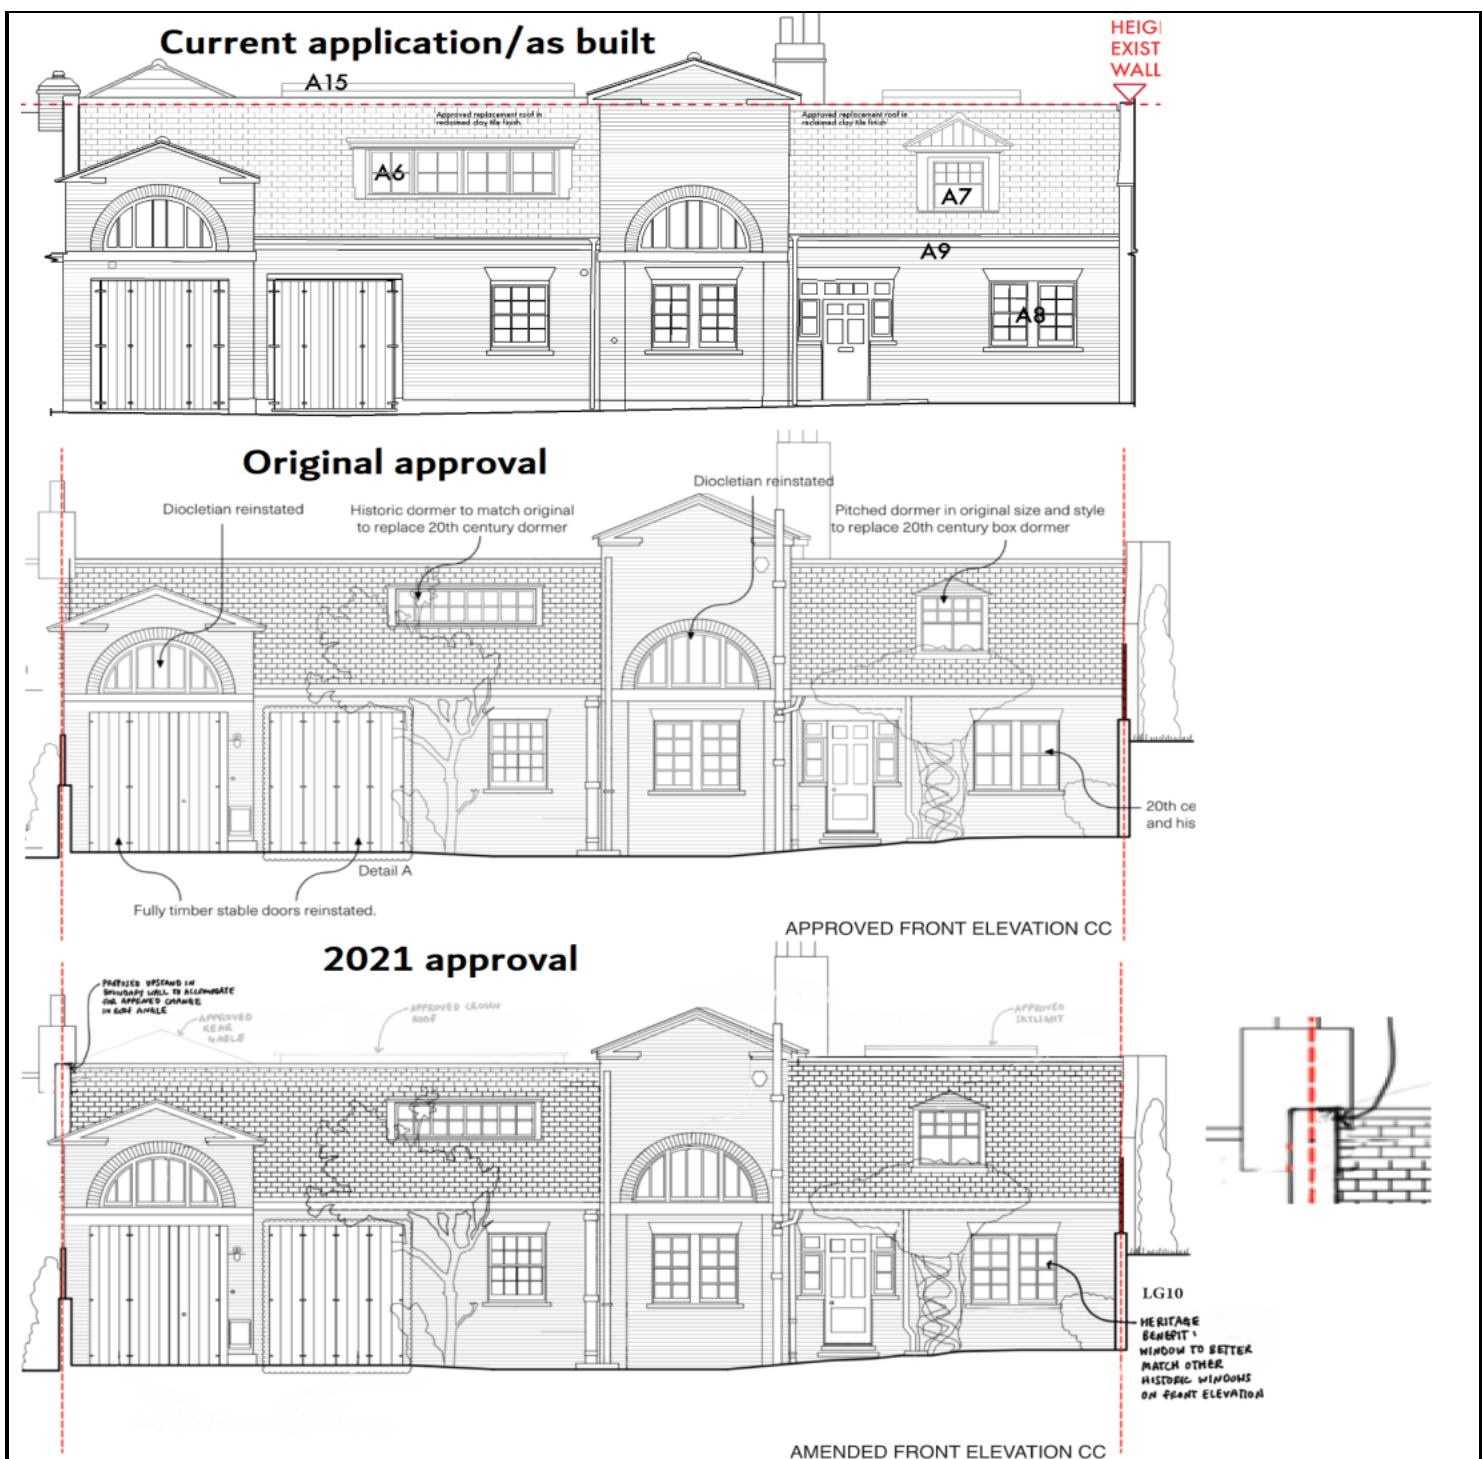 Current application/as built
HEIG
EXIST
WALL
A15
Approved replacement roof in
reclaimed clay tile finish
Approved replacement roof in
reclaimed clay tile finish
A6
A7
A9
A8
Original approval
Diocletian reinstated
Historic dormer to match original
to replace 20th century dormer
Diocletian reinstated
Pitched dormer in original size and style
to replace 20th century box dormer
20th ce
and his
Detail A
Fully timber stable doors reinstated.
APPROVED FRONT ELEVATION CC
2021 approval
PROPOSED UPSTAND IN
BOUNDARY WALL TO ACCOMMODATE
FOR APPROVED CHANGE
IN ROOF ANGLE
APPROVED
REAR
GABLE
APPROVED CROWN
ROOF
APPROVED
SKYLIGHT
LG10
HERITAGE
BENEFIT:
WINDOW TO BETTER
MATCH OTHER
HISTORIC WINDOWS
ON FRONT ELEVATION
AMENDED FRONT ELEVATION CC